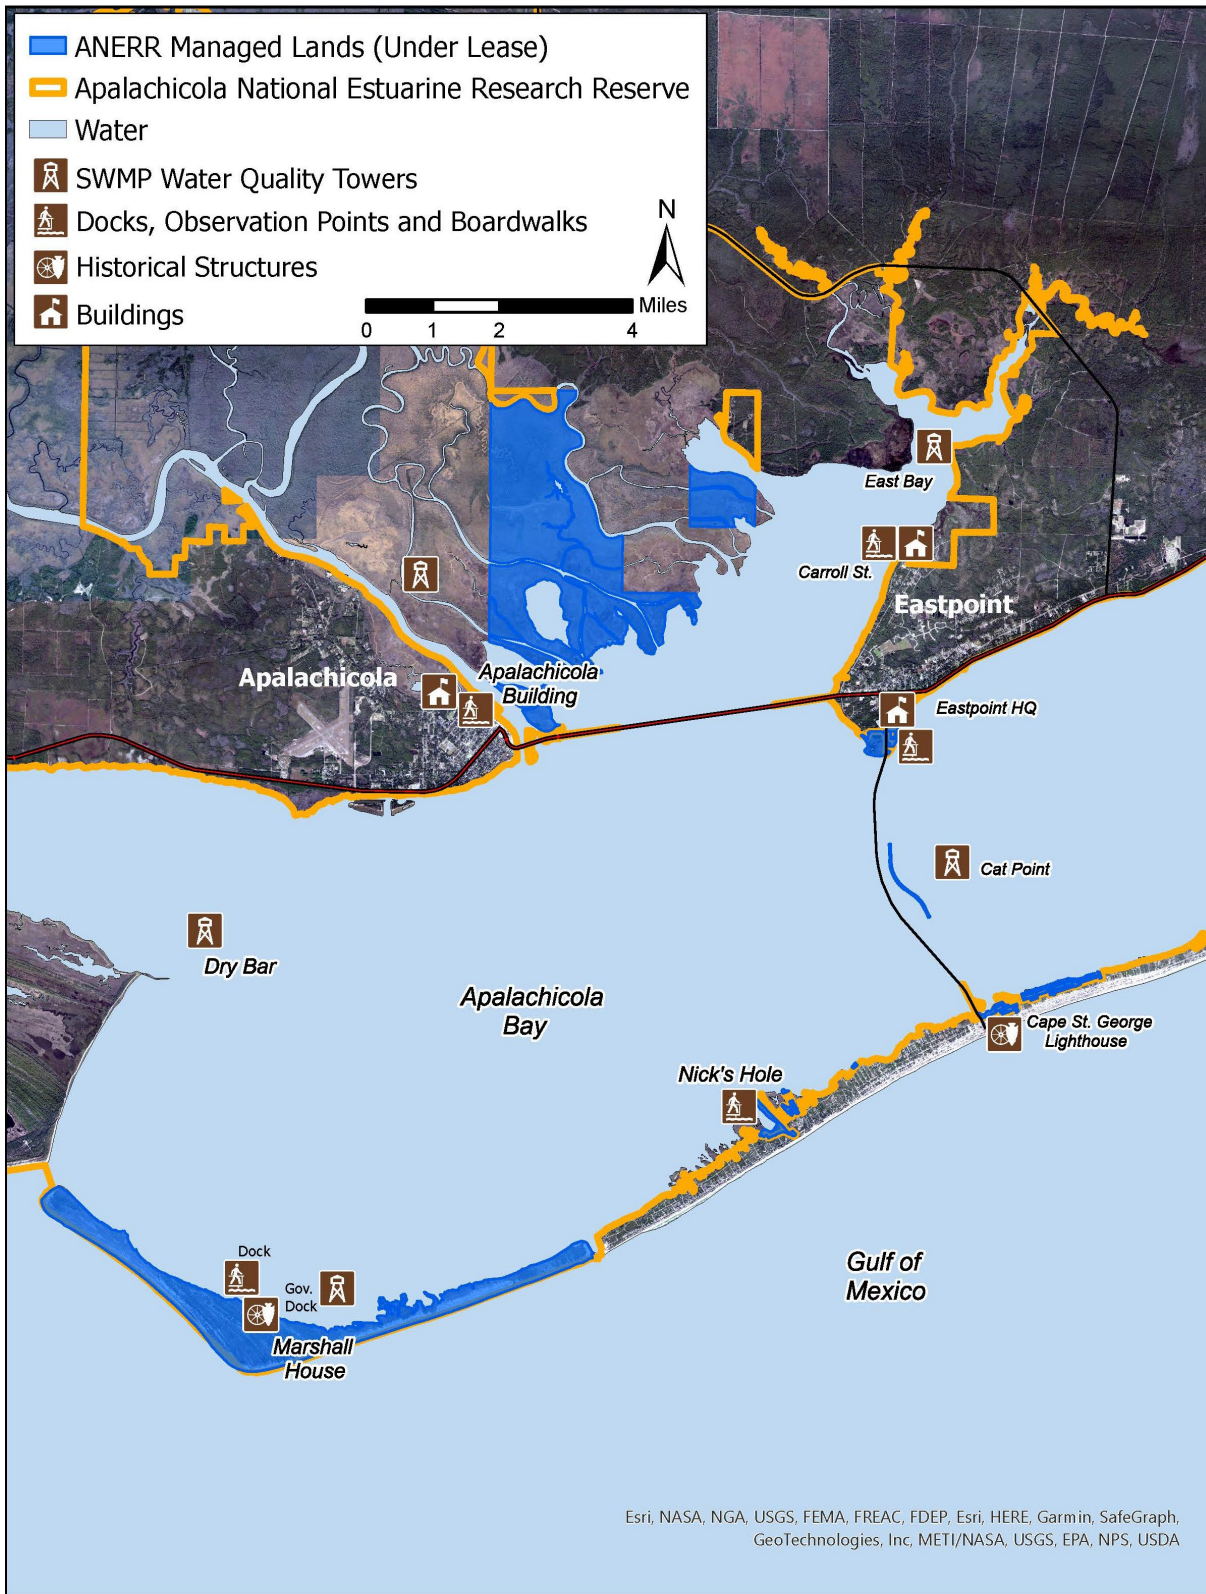 ANERR Managed Lands (Under Lease)
Apalachicola National Estuarine Research Reserve
Water
SWMP Water Quality Towers
Docks, Observation Points and Boardwalks
Historical Structures
Buildings
N
Miles
0 1 2 4
East Bay
Carroll St.
Eastpoint
Apalachicola
Apalachicola
Building
Eastpoint HQ
Cat Point
Dry Bar
Apalachicola
Bay
Cape St. George
Lighthouse
Nick's Hole
Dock
Gov.
Dock
Marshall
House
Gulf of
Mexico
Esri, NASA, NGA, USGS, FEMA, FREAC, FDEP, Esri, HERE, Garmin, SafeGraph,
GeoTechnologies, Inc, METI/NASA, USGS, EPA, NPS, USDA